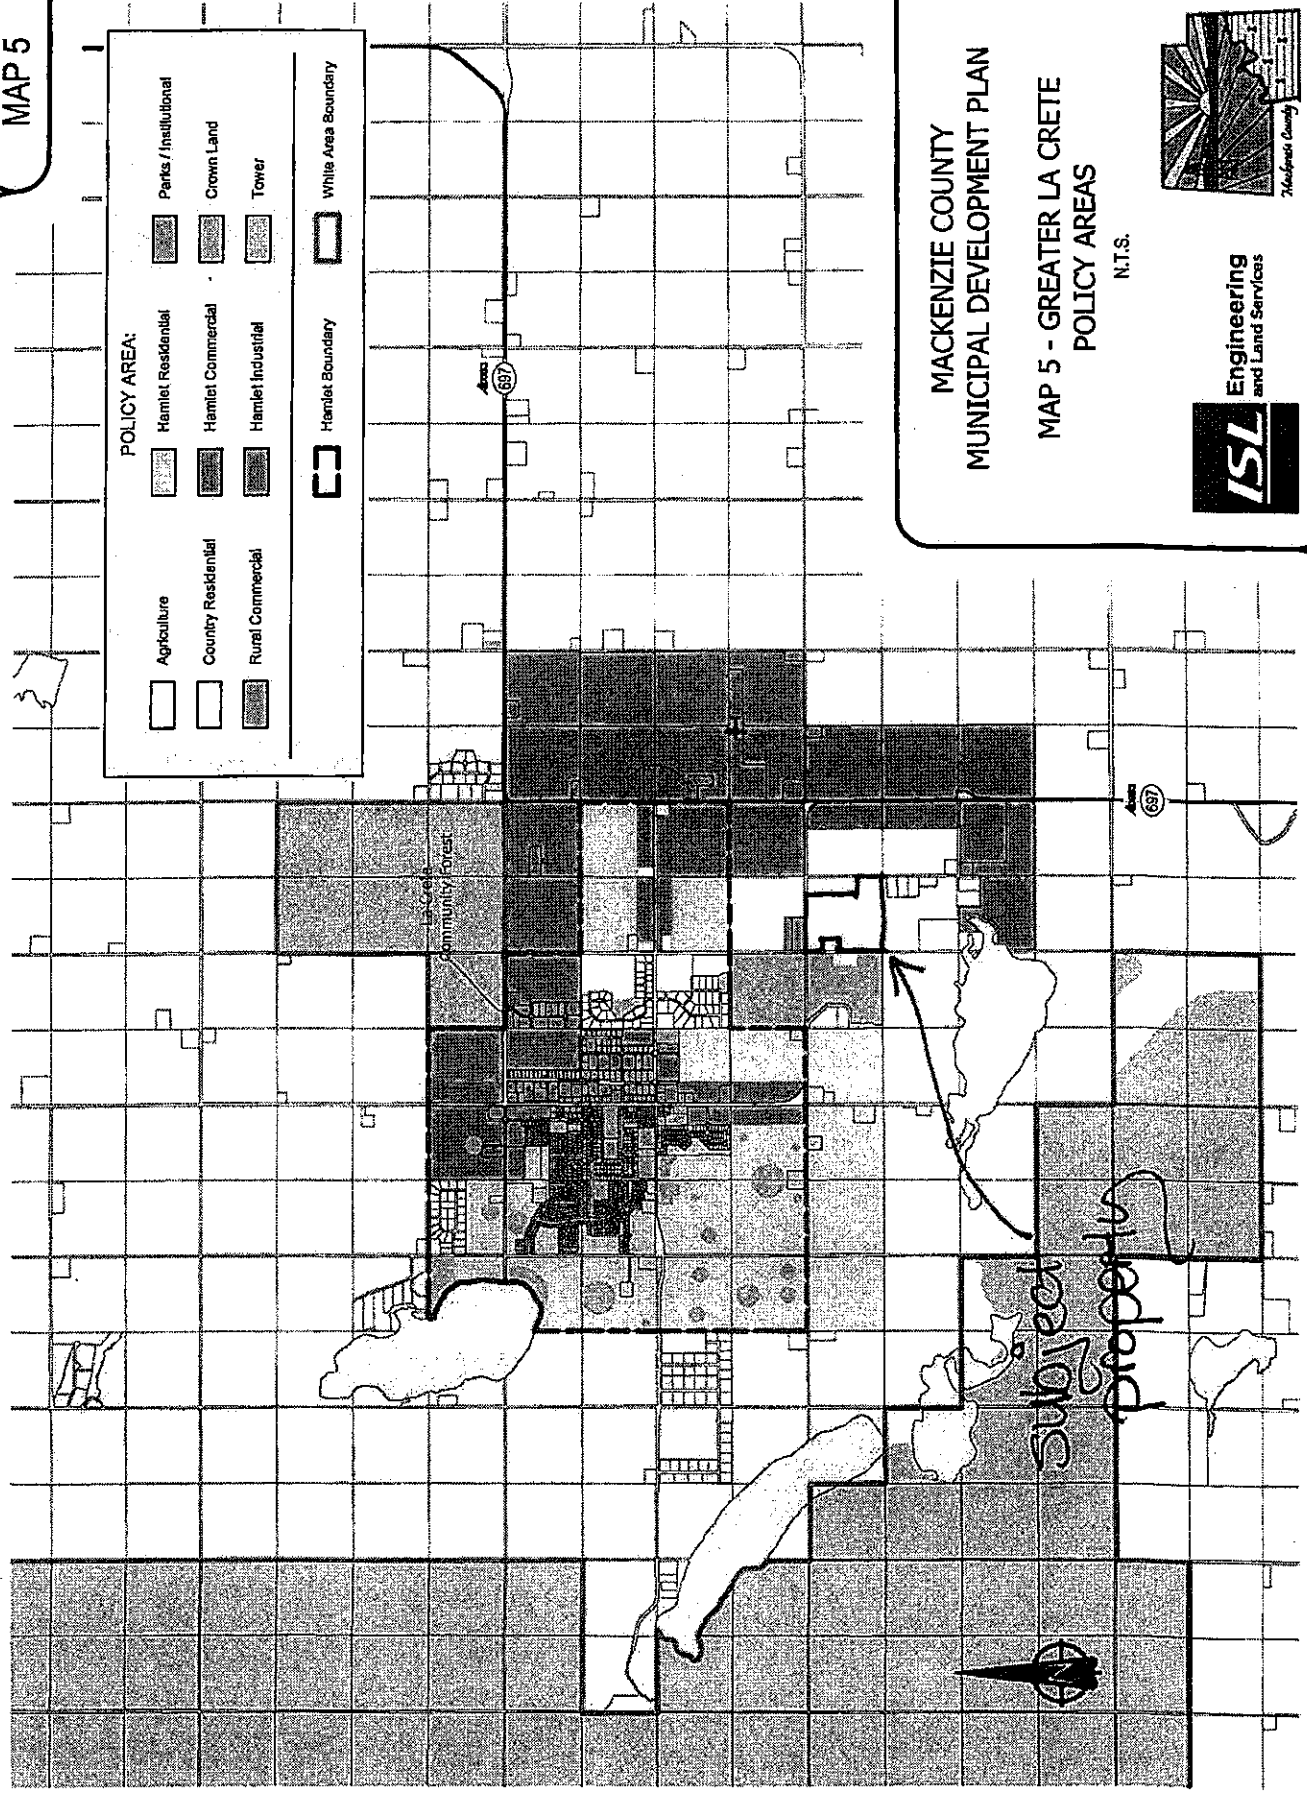 MAP 5
POLICY AREA:
Agriculture
Country Residential
Rural Commercial
Hamlet Residential
Hamlet Commercial
Hamlet Industrial
Parks / Institutional
Crown Land
Tower
Hamlet Boundary
White Area Boundary
697
La Crete
Community Forest
697
subject
property
N
MACKENZIE COUNTY
MUNICIPAL DEVELOPMENT PLAN
MAP 5 - GREATER LA CRETE
POLICY AREAS
N.T.S.
ISL
Engineering
and Land Services
Mackenzie County